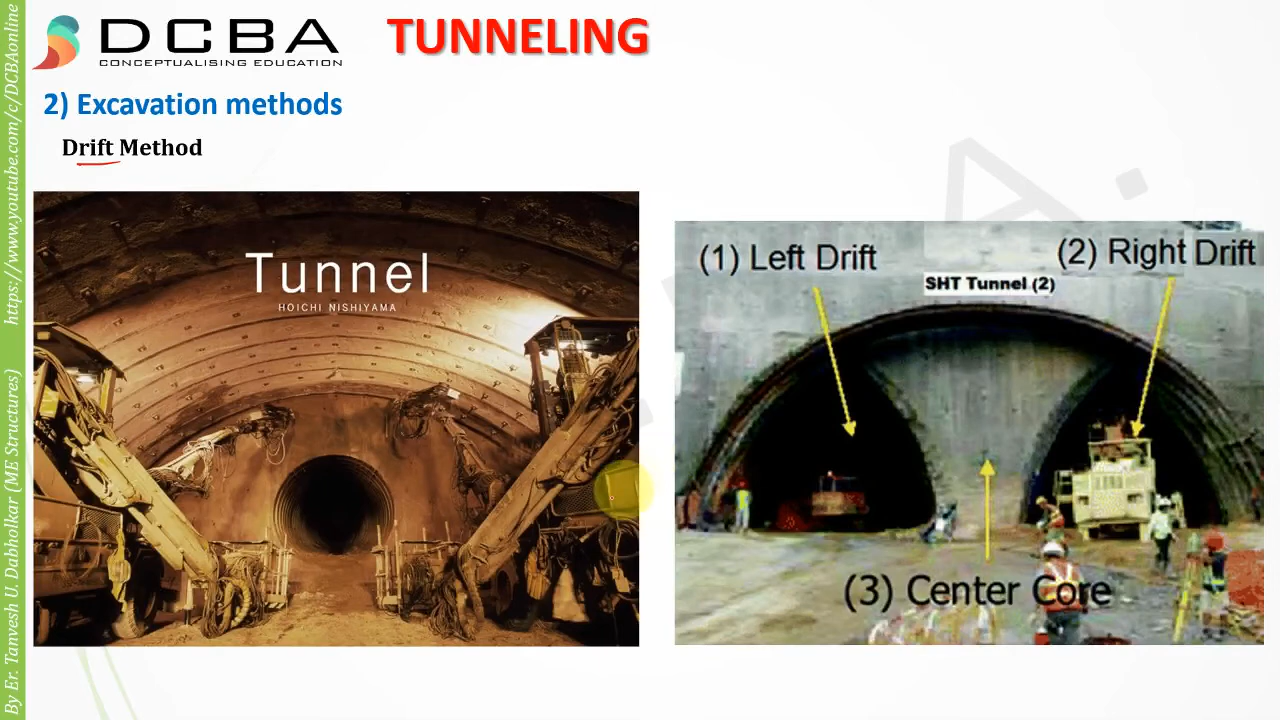 DCBA
CONCEPTUALISING EDUCATION
TUNNELING
2) Excavation methods
Drift Method
Tunnel
HOICHI NISHIYAMA
(1) Left Drift
(2) Right Drift
SHT Tunnel (2)
(3) Center Core
By Er. Tanvesh U. Dabholkar (ME Structures) https://www.youtube.com/c/DCBAonline
A.